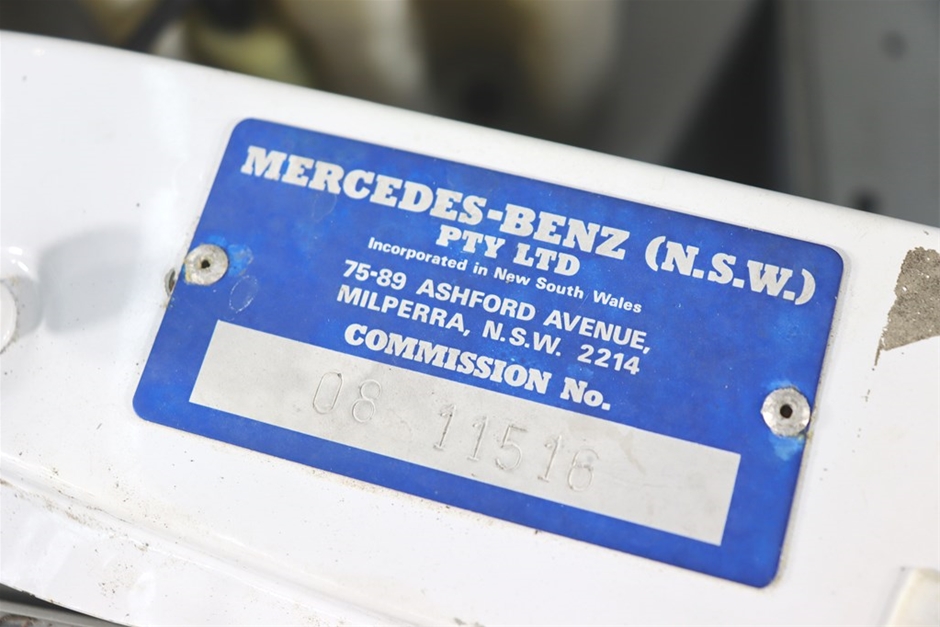 MERCEDES-BENZ (N.S.W.)
PTY LTD
Incorporated in New South Wales
75-89 ASHFORD AVENUE,
MILPERRA, N.S.W. 2214
COMMISSION No.
08 11516